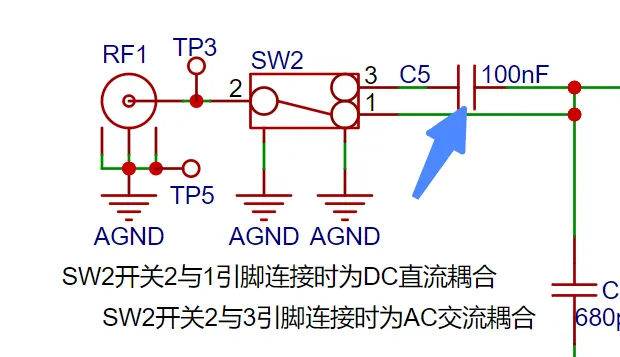 RF1
TP3
SW2
2
3
1
C5
100nF
TP5
AGND
AGND
AGND
C
680p
SW2开关2与1引脚连接时为DC直流耦合
SW2开关2与3引脚连接时为AC交流耦合